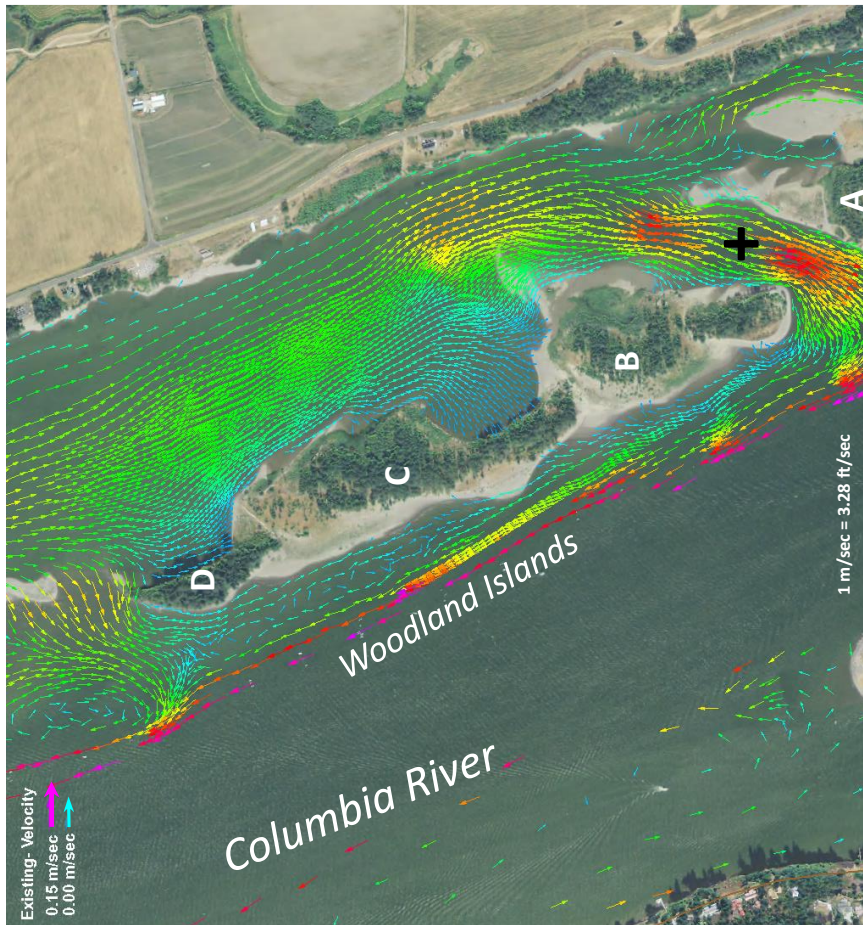 A
B
C
D
Woodland Islands
Columbia River
Existing- Velocity
0.15 m/sec
0.00 m/sec
1 m/sec = 3.28 ft/sec